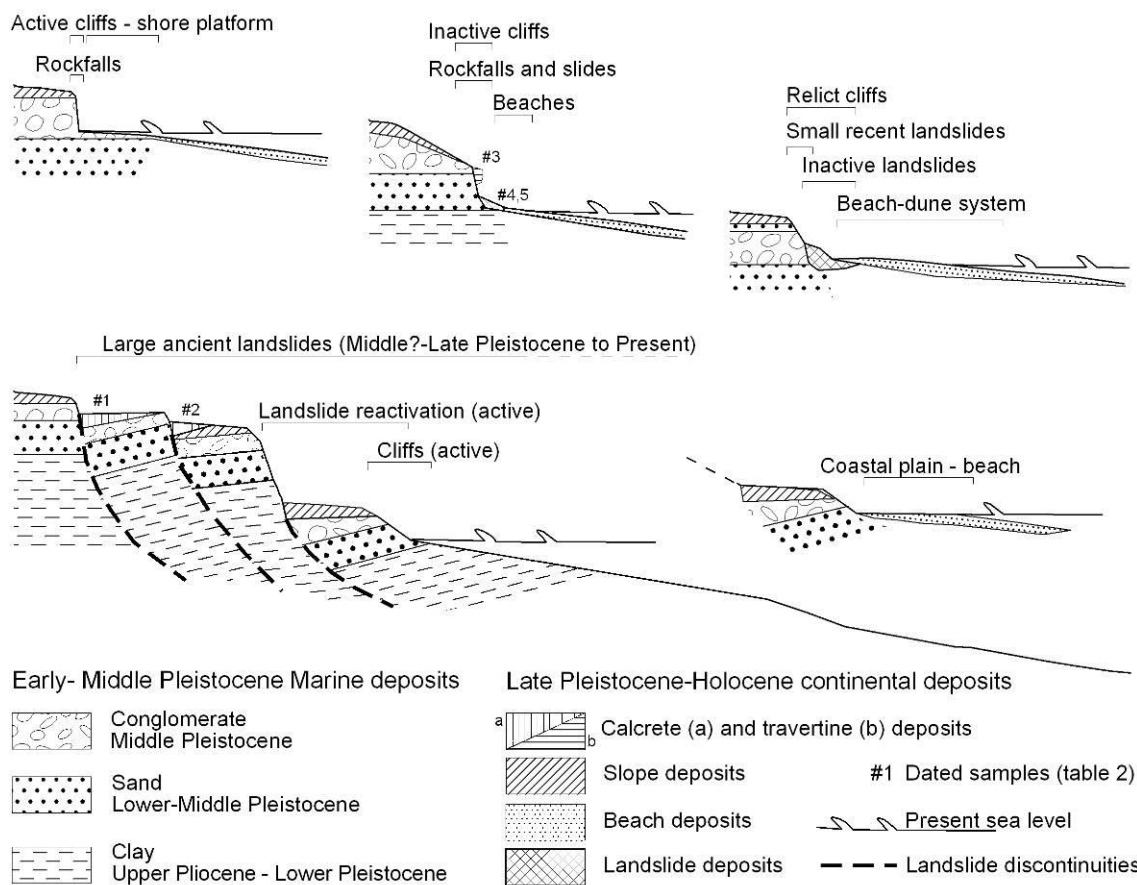 Active cliffs - shore platform
Rockfalls
Inactive cliffs
Rockfalls and slides
Beaches
#3
#4,5
Relict cliffs
Small recent landslides
Inactive landslides
Beach-dune system
Large ancient landslides (Middle?-Late Pleistocene to Present)
#1
#2
Landslide reactivation (active)
Cliffs (active)
Coastal plain - beach
Early- Middle Pleistocene Marine deposits
Conglomerate
Middle Pleistocene
Sand
Lower-Middle Pleistocene
Clay
Upper Pliocene - Lower Pleistocene
Late Pleistocene-Holocene continental deposits
a
b
Calcrete (a) and travertine (b) deposits
Slope deposits
#1 Dated samples (table 2)
Beach deposits
Present sea level
Landslide deposits
Landslide discontinuities